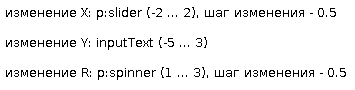 изменение X: p:slider (-2 ... 2), шаг изменения - 0.5
изменение Y: inputText (-5 ... 3)
изменение R: p:spinner (1 ... 3), шаг изменения - 0.5